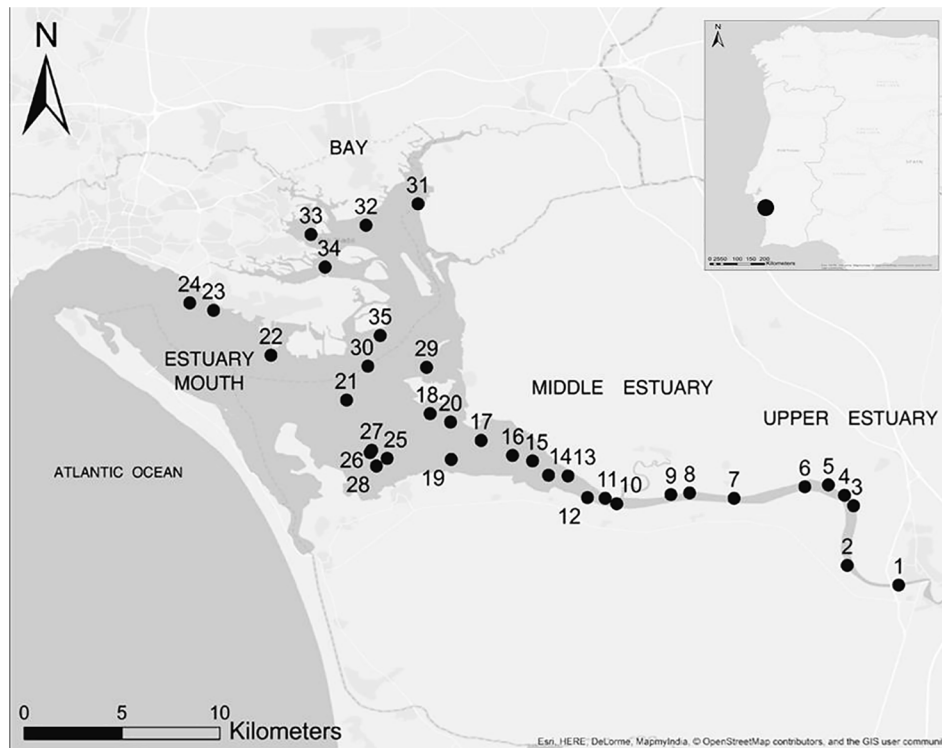 N
N
BAY
31
33
32
34
24
23
35
22
30
29
ESTUARY
MOUTH
21
MIDDLE ESTUARY
18
20
17
UPPER ESTUARY
27
25
16
15
14
13
26
28
19
12
11
10
9
8
7
6
5
4
3
ATLANTIC OCEAN
2
1
0 5 10
Kilometers
Kilometers
Esri, HERE, DeLorme, MapmyIndia, © OpenStreetMap contributors, and the GIS user communi